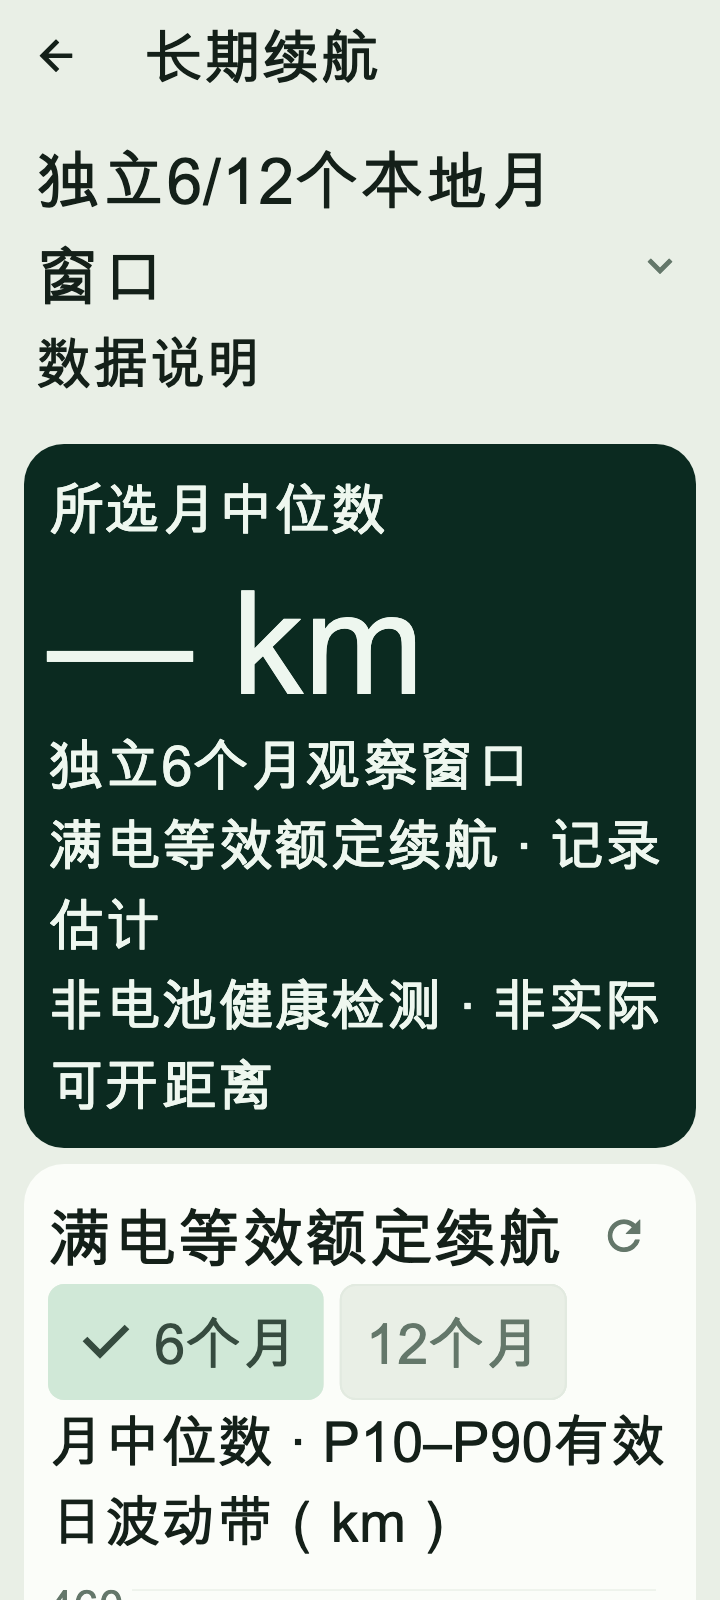 长期续航
独立6/12个本地月
窗口
数据说明
所选月中位数
— km
独立6个月观察窗口
满电等效额定续航 · 记录
估计
非电池健康检测 · 非实际
可开距离
满电等效额定续航
6个月
12个月
月中位数 · P10–P90有效
日波动带（km）
460